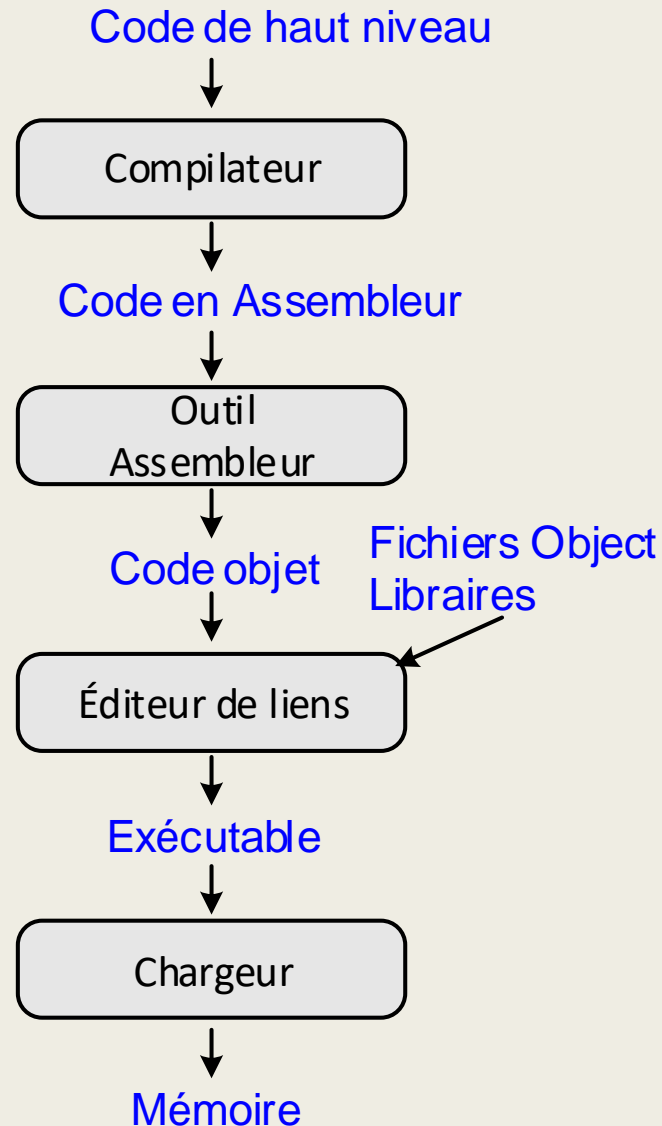 Code de haut niveau
Compilateur
Code en Assembleur
Outil
Assembleur
Code objet
Fichiers Object
Libraires
Éditeur de liens
Exécutable
Chargeur
Mémoire